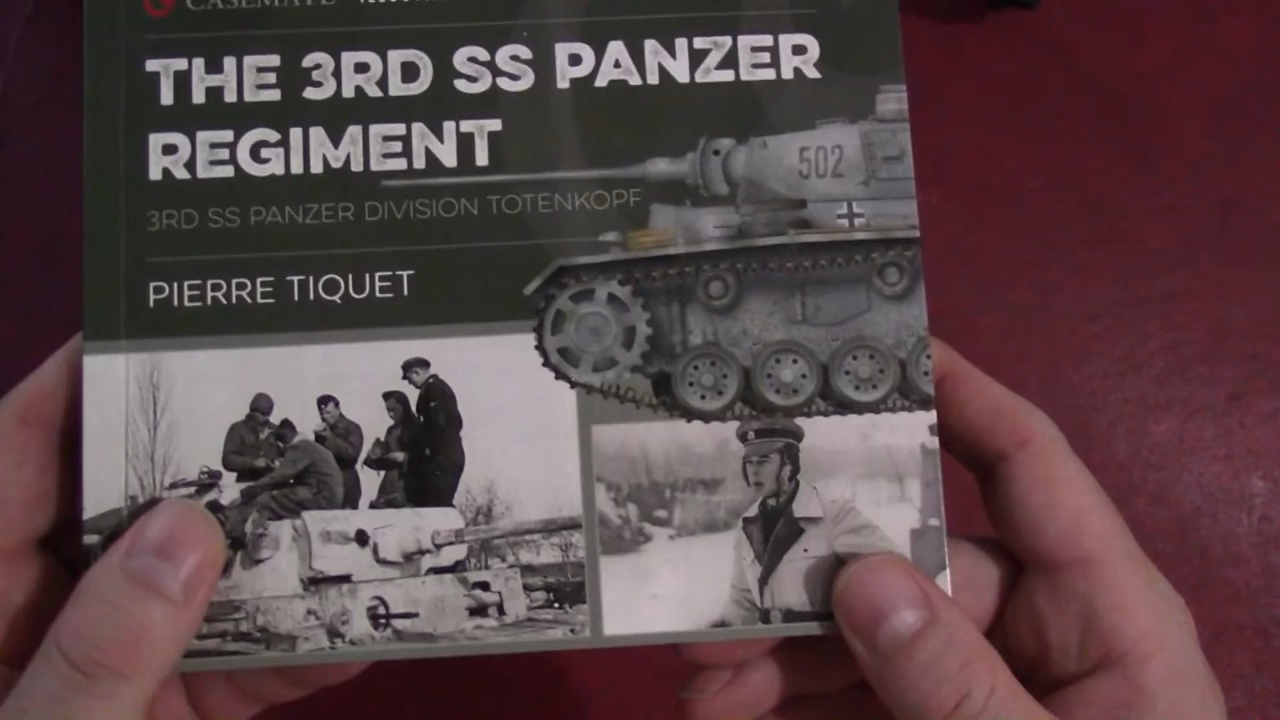 CASEMATE
THE 3RD SS PANZER
REGIMENT
3RD SS PANZER DIVISION TOTENKOPF
PIERRE TIQUET
502